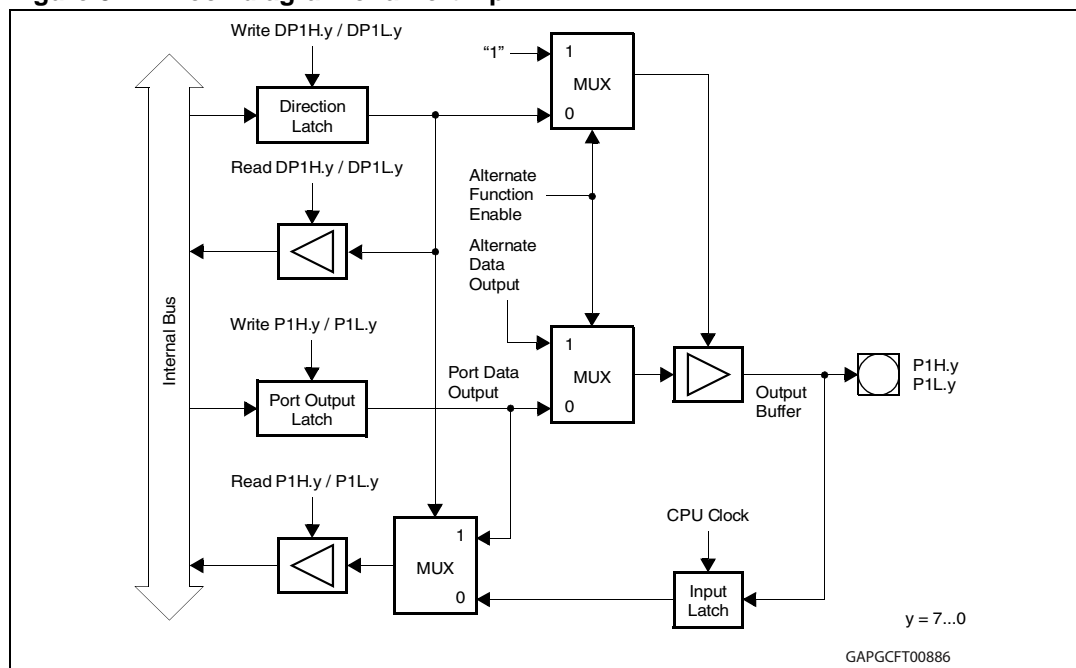 Write DP1H.y / DP1L.y
"1"
1
MUX
0
Direction
Latch
Read DP1H.y / DP1L.y
Alternate
Function
Enable
Alternate
Data
Output
Internal Bus
Write P1H.y / P1L.y
1
MUX
0
Port Data
Output
Port Output
Latch
Output
Buffer
P1H.y
P1L.y
Read P1H.y / P1L.y
CPU Clock
1
MUX
0
Input
Latch
y = 7...0
GAPGCFT00886